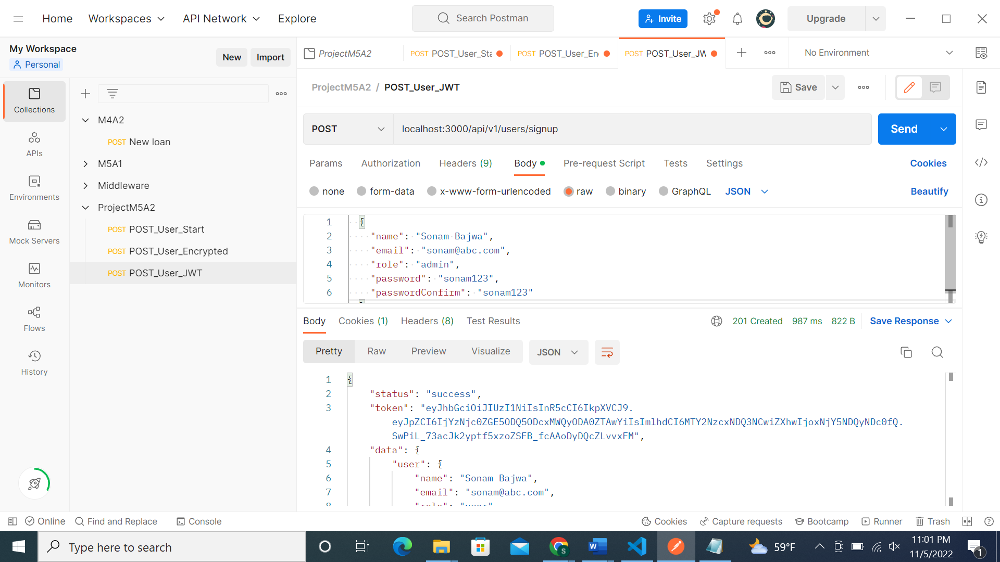 Home
Workspaces
API Network
Explore
Search Postman
Invite
Upgrade
My Workspace
Personal
New
Import
ProjectM5A2
POST POST_User_Sta
POST POST_User_En
POST POST_User_JW
No Environment
Collections
APIs
Environments
Mock Servers
Monitors
Flows
History
M4A2
POST New loan
M5A1
Middleware
ProjectM5A2
POST POST_User_Start
POST POST_User_Encrypted
POST POST_User_JWT
ProjectM5A2 / POST_User_JWT
Save
POST
localhost:3000/api/v1/users/signup
Send
Params
Authorization
Headers (9)
Body
Pre-request Script
Tests
Settings
Cookies
none
form-data
x-www-form-urlencoded
raw
binary
GraphQL
JSON
Beautify
1 {
2 "name": "Sonam Bajwa",
3 "email": "sonam@abc.com",
4 "role": "admin",
5 "password": "sonam123",
6 "passwordConfirm": "sonam123"
Body
Cookies (1)
Headers (8)
Test Results
201 Created
987 ms
822 B
Save Response
Pretty
Raw
Preview
Visualize
JSON
1 {
2 "status": "success",
3 "token": "eyJhbGciOiJIUzI1NiIsInR5cCI6IkpXVCJ9.
eyJpZCI6IjYzNjc0ZGE5ODQ5ODcxMWQyODA0ZTAwYiIsImlhdCI6MTY2NzcxNDQ3NCwiZXhwIjoxNjY5NDQyNDc0fQ.
SwPiL_73acJk2yptf5xzoZSFB_fcAAoDyDQcZLvvxFM",
4 "data": {
5 "user": {
6 "name": "Sonam Bajwa",
7 "email": "sonam@abc.com",
8 "role": "user"
Online
Find and Replace
Console
Cookies
Capture requests
Bootcamp
Runner
Trash
Type here to search
59°F
11:01 PM
11/5/2022
1